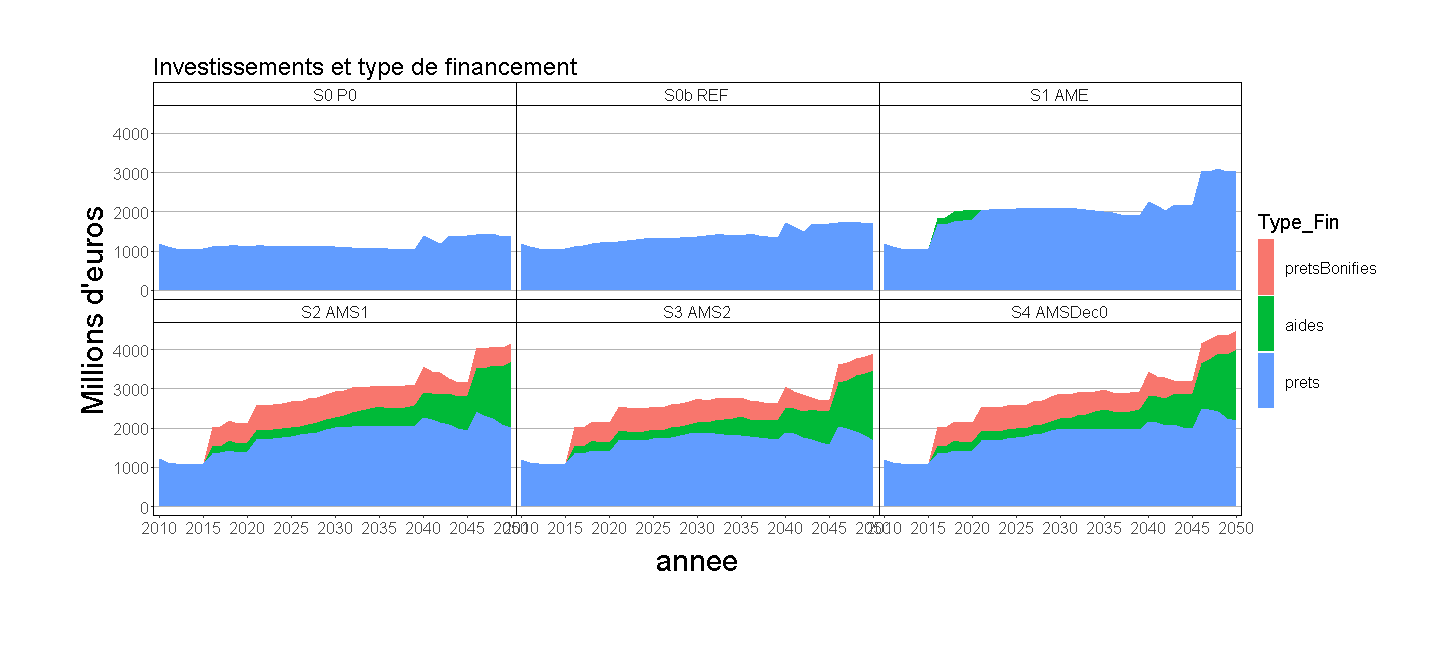 Investissements et type de financement
S0 P0
S0b REF
S1 AME
4000
3000
2000
1000
0
S2 AMS1
S3 AMS2
S4 AMSDec0
4000
3000
2000
1000
0
2010 2015 2020 2025 2030 2035 2040 2045 2050
2010 2015 2020 2025 2030 2035 2040 2045 2050
2010 2015 2020 2025 2030 2035 2040 2045 2050
annee
Millions d'euros
Type_Fin
pretsBonifies
aides
prets